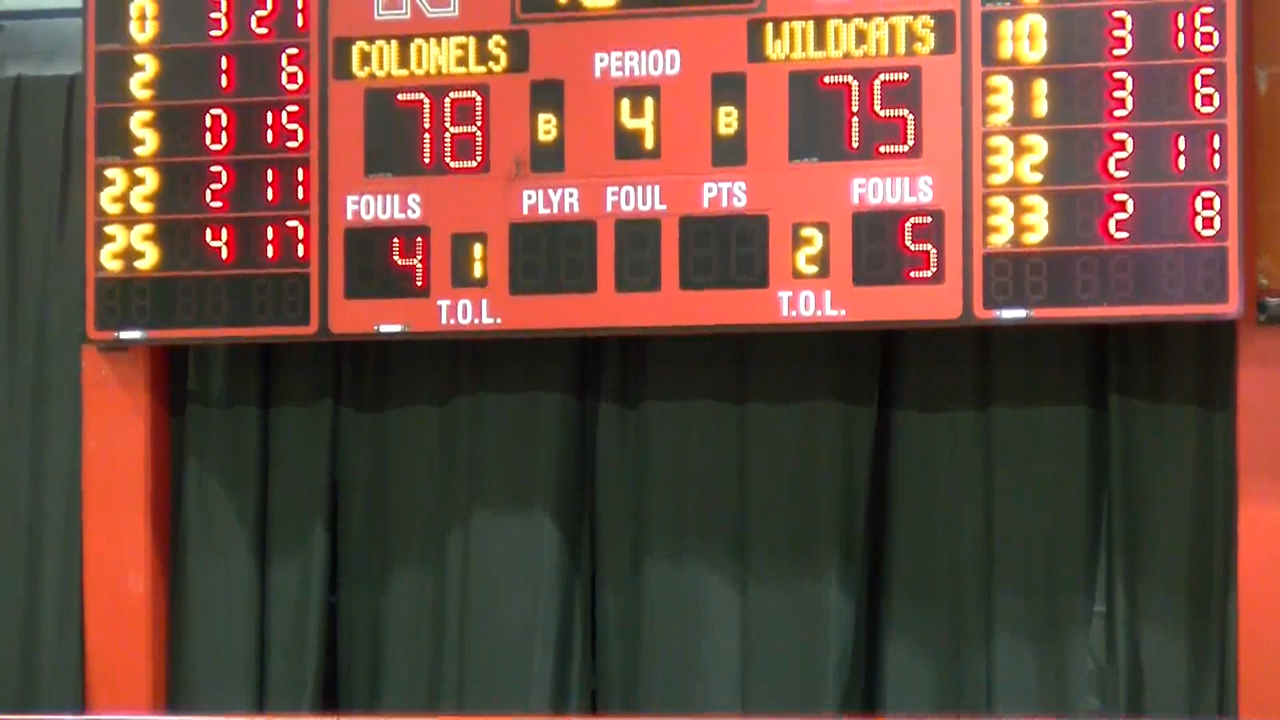 0 3 21
2 1 6
5 0 15
22 2 11
25 4 17
N
COLONELS WILDCATS
PERIOD
78 B 4 B 75
FOULS PLYR FOUL PTS FOULS
4 1 2 5
T.O.L. T.O.L.
10 3 16
31 3 6
32 2 11
33 2 8